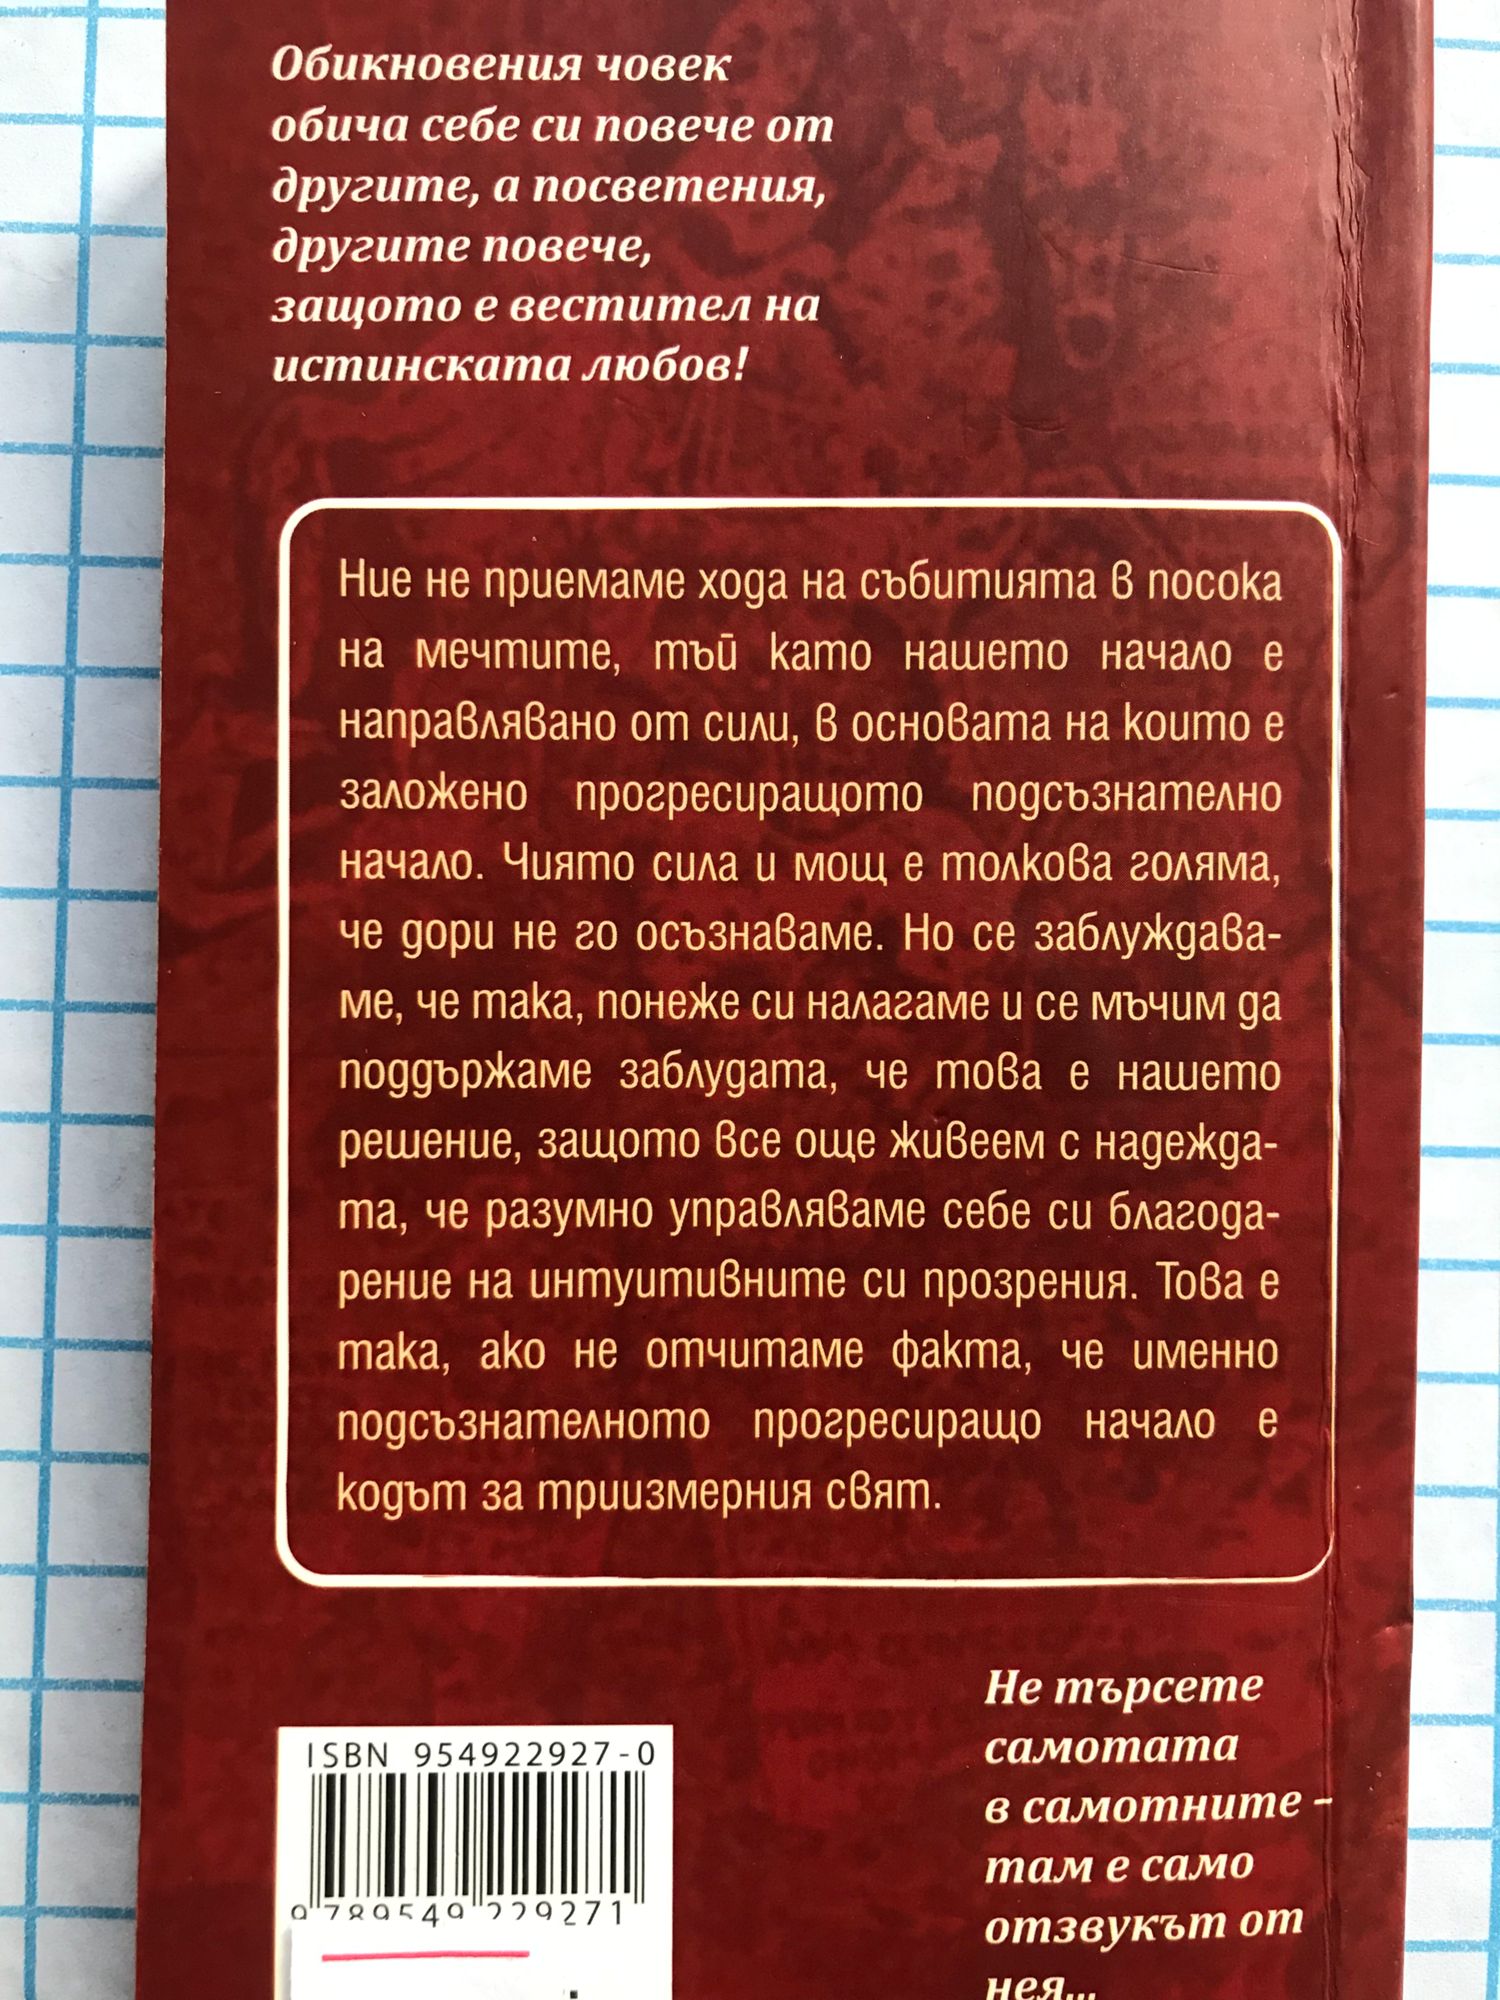 Обикновения човек
обича себе си повече от
другите, а посветения,
другите повече,
защото е вестител на
истинската любов!
Ние не приемаме хода на събитията в посока
на мечтите, тъй като нашето начало е
направлявано от сили, в основата на които е
заложено прогресиращото подсъзнателно
начало. Чиято сила и мощ е толкова голяма,
че дори не го осъзнаваме. Но се заблуждава-
ме, че така, понеже си налагаме и се мъчим да
поддържаме заблудата, че това е нашето
решение, защото все още живеем с надежда-
та, че разумно управляваме себе си благода-
рение на интуитивните си прозрения. Това е
така, ако не отчитаме факта, че именно
подсъзнателното прогресиращо начало е
кодът за триизмерния свят.
ISBN 954922927-0
9 789549 229271
Не търсете
самотата
в самотните –
там е само
отзвукът от
нея...